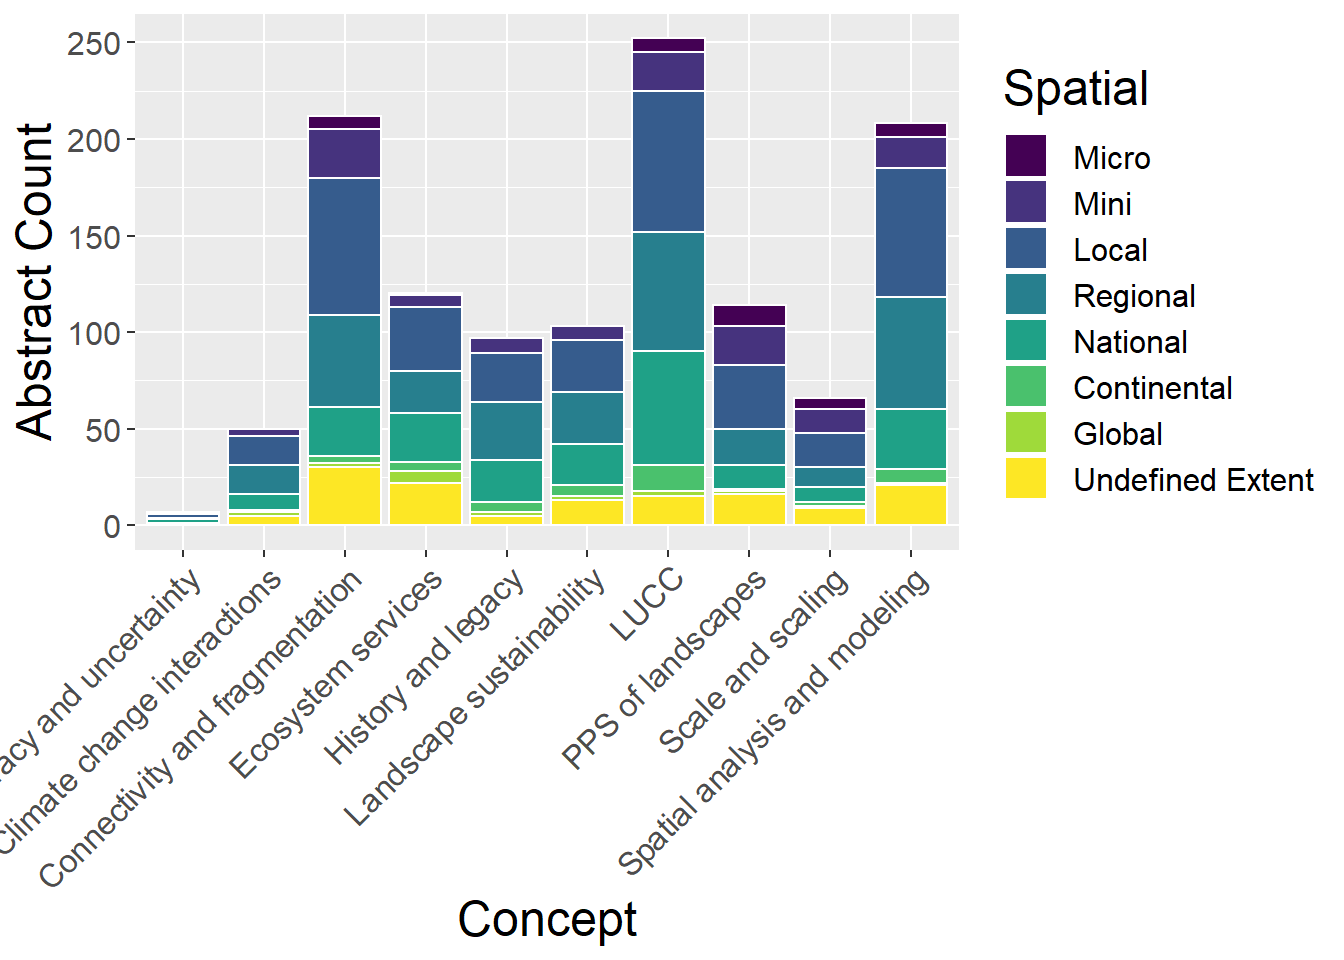 Abstract Count
250
200
150
100
50
0
and uncertainty
Climate change interactions
Connectivity and fragmentation
Ecosystem services
History and legacy
Landscape sustainability
LUCC
PPS of landscapes
Scale and scaling
Spatial analysis and modeling
Concept
Spatial
Micro
Mini
Local
Regional
National
Continental
Global
Undefined Extent